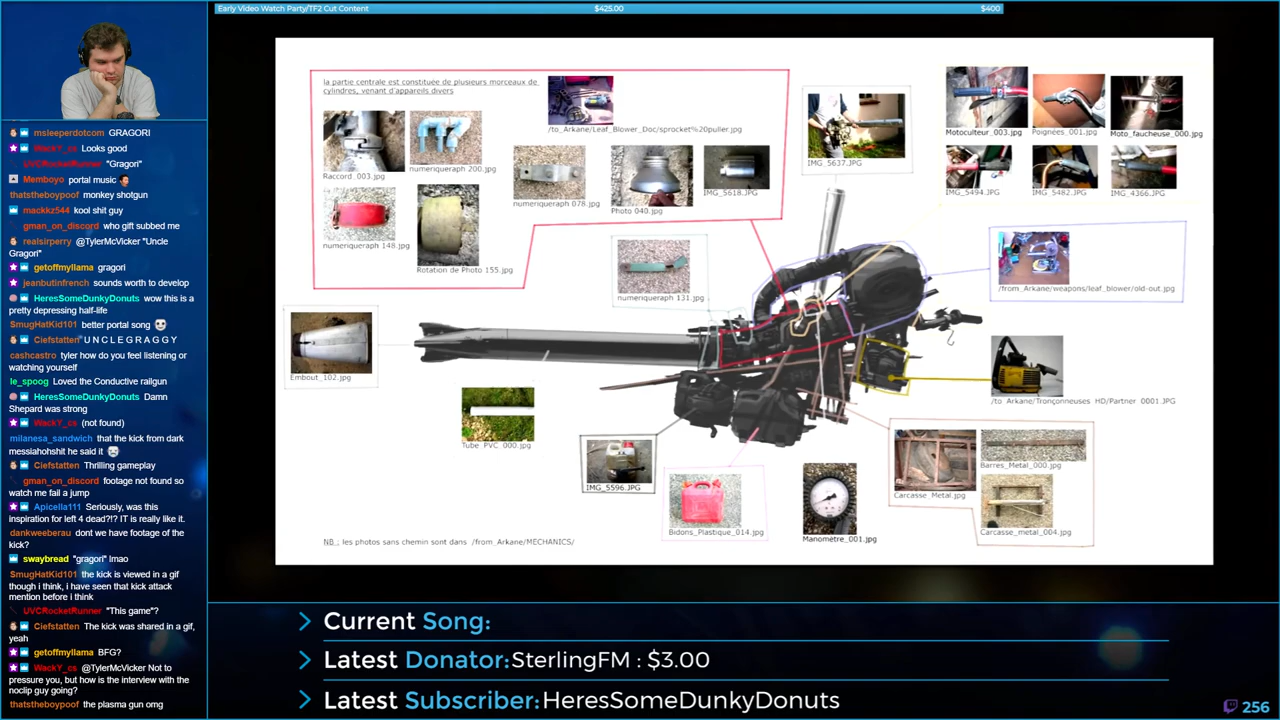 Early Video Watch Party/TF2 Cut Content
$425.00
$400
msleeperdotcom GRAGORI
WackY_cs Looks good
UVCRocketRunner "Gragori"
Memboyo portal music
thatstheboypoof monkey shotgun
mackkz544 kool shit guy
gman_on_discord who gift subbed me
realsirperry @TylerMcVicker "Uncle
Gragori"
getoffmyllama gragori
jeanbutinfrench sounds worth to develop
HeresSomeDunkyDonuts wow this is a
pretty depressing half-life
SmugHatKid101 better portal song
Ciefstatten U N C L E G R A G G Y
cashcastro tyler how do you feel listening or
watching yourself
le_spoog Loved the Conductive railgun
HeresSomeDunkyDonuts Damn
Shepard was strong
WackY_cs (not found)
milanesa_sandwich that the kick from dark
messiahohshit he said it
Ciefstatten Thrilling gameplay
gman_on_discord footage not found so
watch me fail a jump
Apicella111 Seriously, was this
inspiration for left 4 dead?!? IT is really like it.
dankweeberau dont we have footage of the
kick?
swaybread "gragori" lmao
SmugHatKid101 the kick is viewed in a gif
though i think, i have seen that kick attack
mention before i think
UVCRocketRunner "This game"?
Ciefstatten The kick was shared in a gif,
yeah
getoffmyllama BFG?
WackY_cs @TylerMcVicker Not to
pressure you, but how is the interview with the
noclip guy going?
thatstheboypoof the plasma gun omg
la partie centrale est constituée de plusieurs morceaux de
cylindres, venant d'appareils divers
/to_Arkane/Leaf_Blower_Doc/sprocket%20puller.jpg
Raccord_003.jpg
numeriqueraph 200.jpg
numeriqueraph 078.jpg
Photo 040.jpg
IMG_5618.JPG
numeriqueraph 148.jpg
Rotation de Photo 155.jpg
IMG_5637.JPG
Motoculteur_003.jpg
Poignées_001.jpg
Moto_faucheuse_000.jpg
IMG_5494.JPG
IMG_5482.JPG
IMG_4366.JPG
numeriqueraph 131.jpg
/from_Arkane/weapons/leaf_blower/old-out.jpg
Embout_102.jpg
/to_Arkane/Tronçonneuses_HD/Partner_0001.JPG
Tube_PVC_000.jpg
IMG_5596.JPG
Bidons_Plastique_014.jpg
Manomètre_001.jpg
Carcasse_Metal.jpg
Barres_Metal_000.jpg
Carcasse_metal_004.jpg
NB : les photos sans chemin sont dans /from_Arkane/MECHANICS/
Current Song:
Latest Donator:SterlingFM : $3.00
Latest Subscriber:HeresSomeDunkyDonuts
256